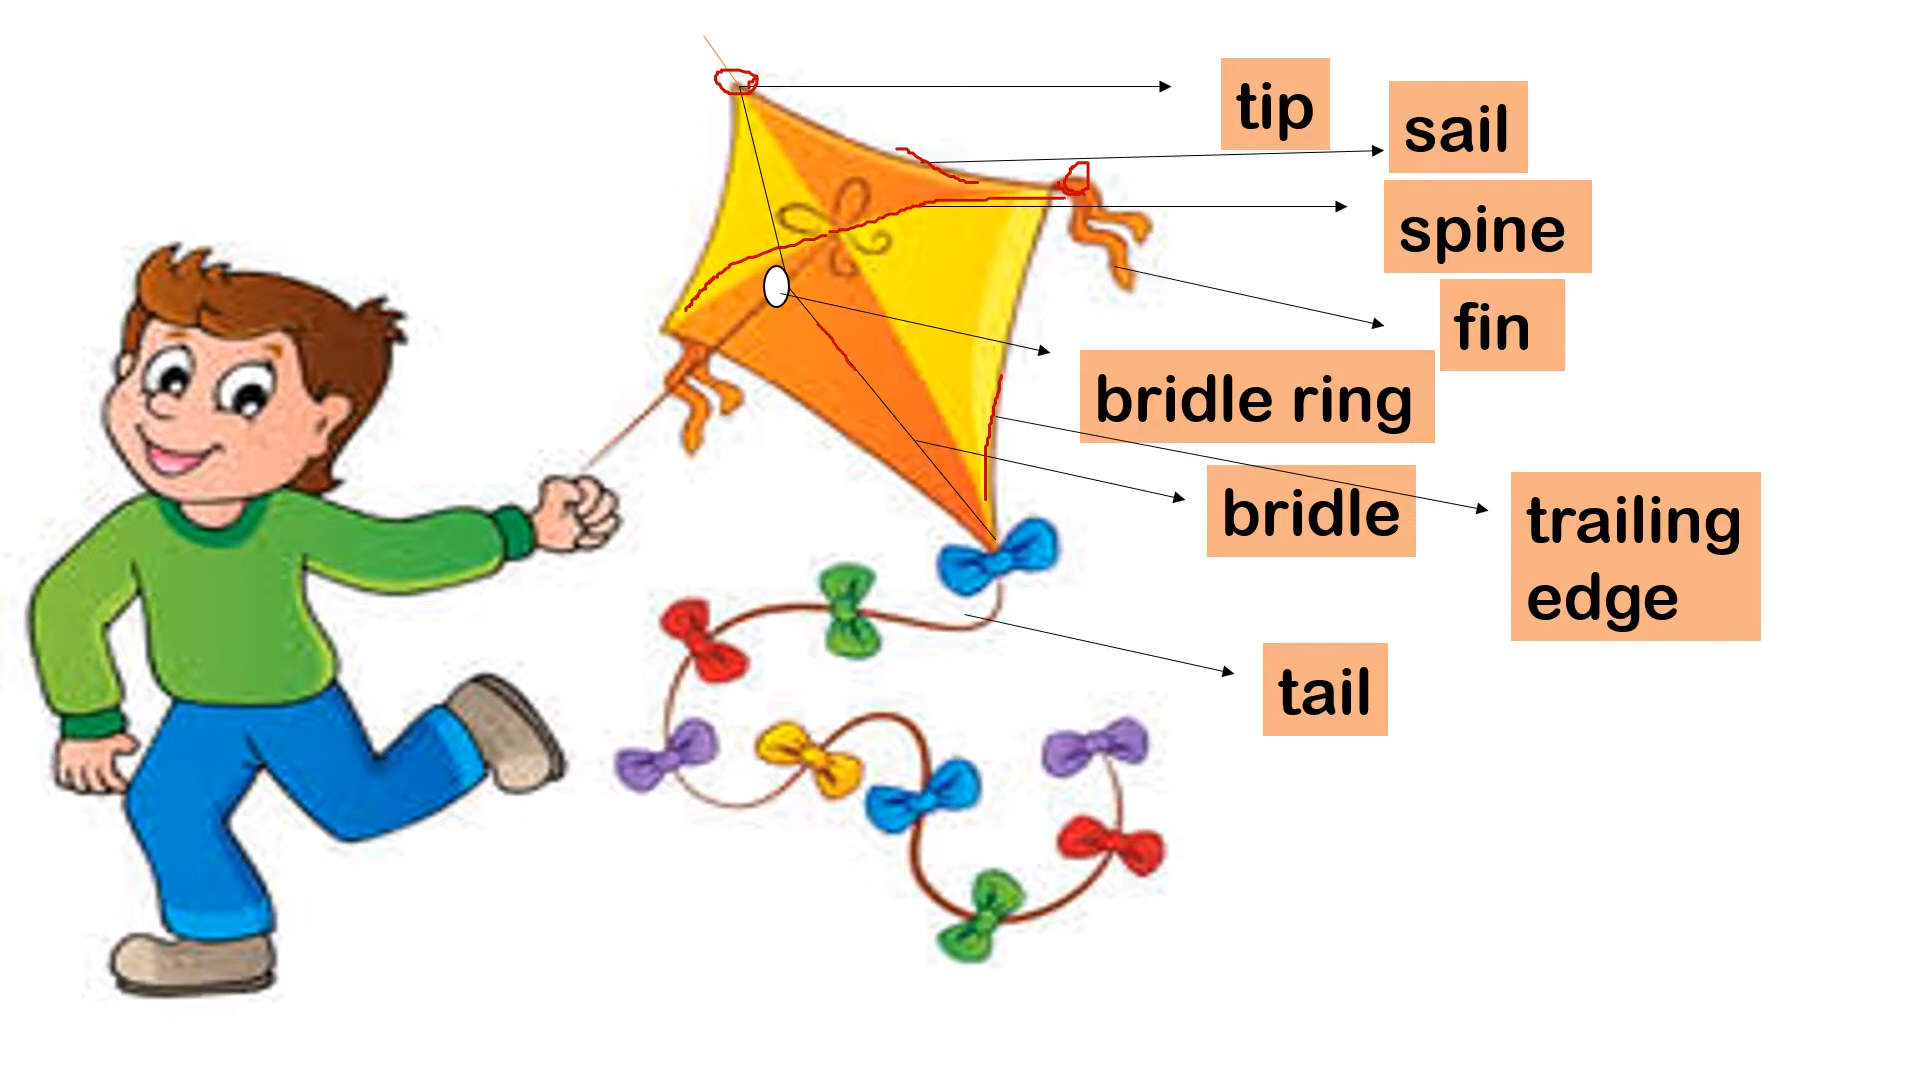 tip
sail
spine
fin
bridle ring
bridle
trailing
edge
tail